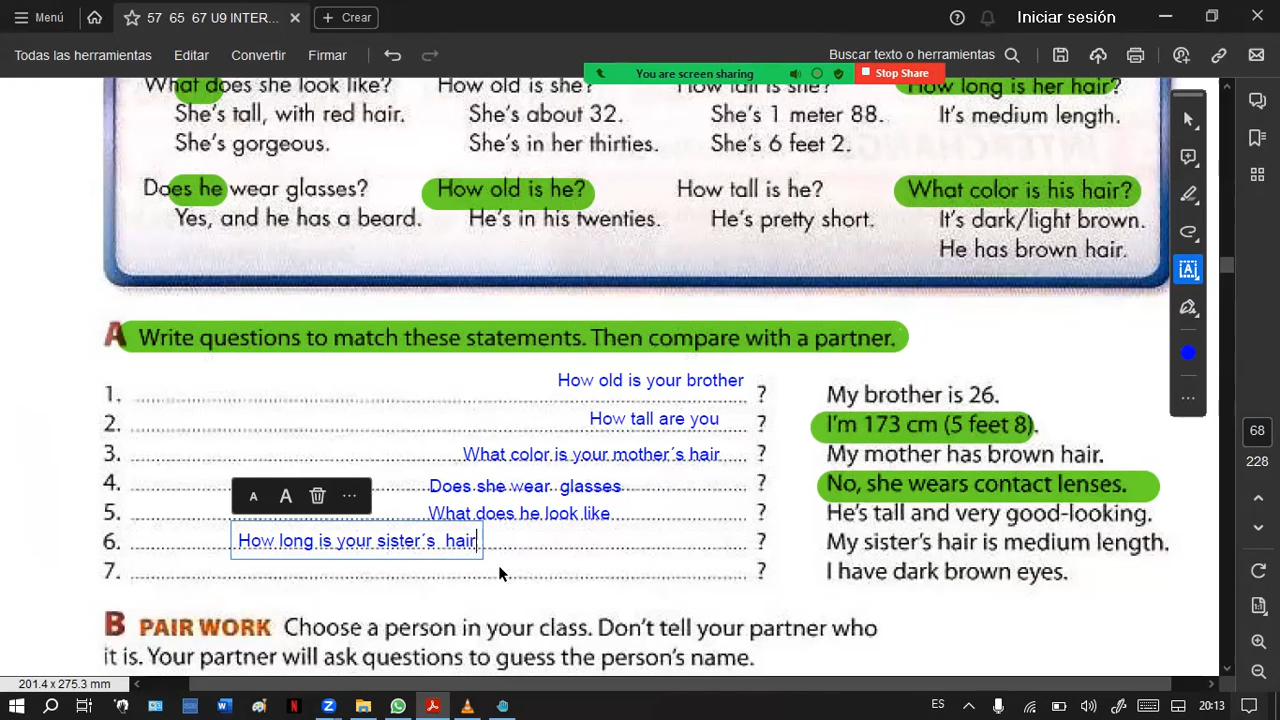 Menú
57 65 67 U9 INTER...
Crear
Iniciar sesión
Todas las herramientas
Editar
Convertir
Firmar
Buscar texto o herramientas
You are screen sharing
Stop Share
What does she look like?
She's tall, with red hair.
She's gorgeous.
How old is she?
She's about 32.
She's in her thirties.
How tall is she?
She's 1 meter 88.
She's 6 feet 2.
How long is her hair?
It's medium length.
Does he wear glasses?
Yes, and he has a beard.
How old is he?
He's in his twenties.
How tall is he?
He's pretty short.
What color is his hair?
It's dark/light brown.
He has brown hair.
A Write questions to match these statements. Then compare with a partner.
1. How old is your brother ? My brother is 26.
2. How tall are you ? I'm 173 cm (5 feet 8).
3. What color is your mother´s hair ? My mother has brown hair.
4. Does she wear glasses ? No, she wears contact lenses.
5. What does he look like ? He's tall and very good-looking.
6. How long is your sister´s hair ? My sister's hair is medium length.
7. ? I have dark brown eyes.
B PAIR WORK Choose a person in your class. Don't tell your partner who
it is. Your partner will ask questions to guess the person's name.
68
228
201.4 x 275.3 mm
ES
20:13